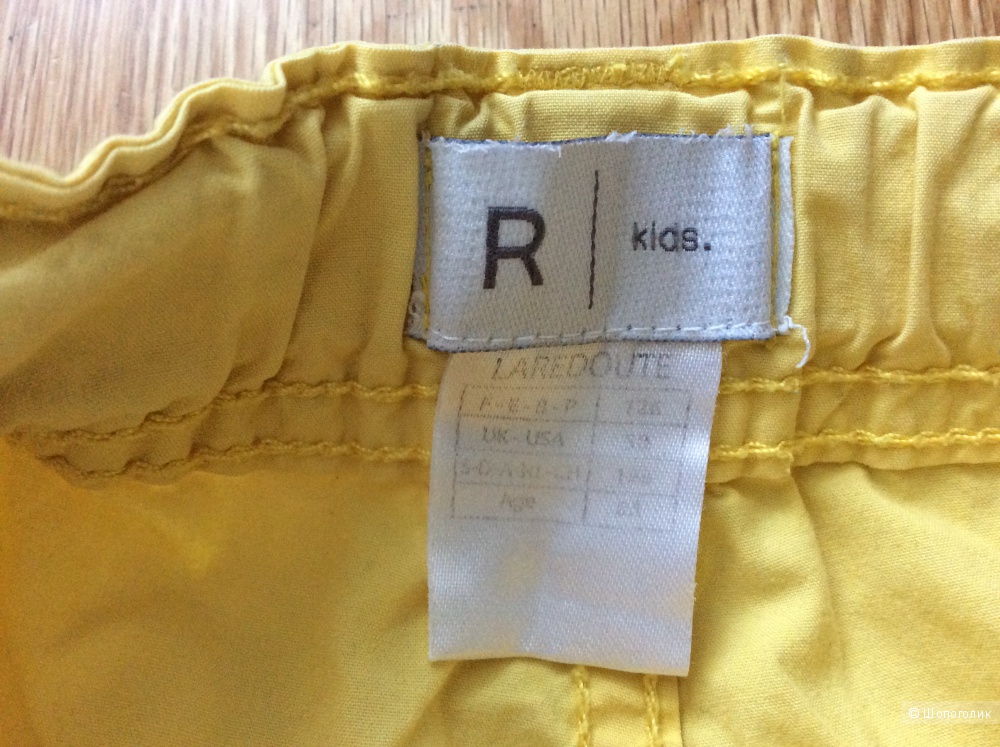 R kids.
LAREDOUTE
F-E-B-P 126
UK-USA
Age
© Шопоголик